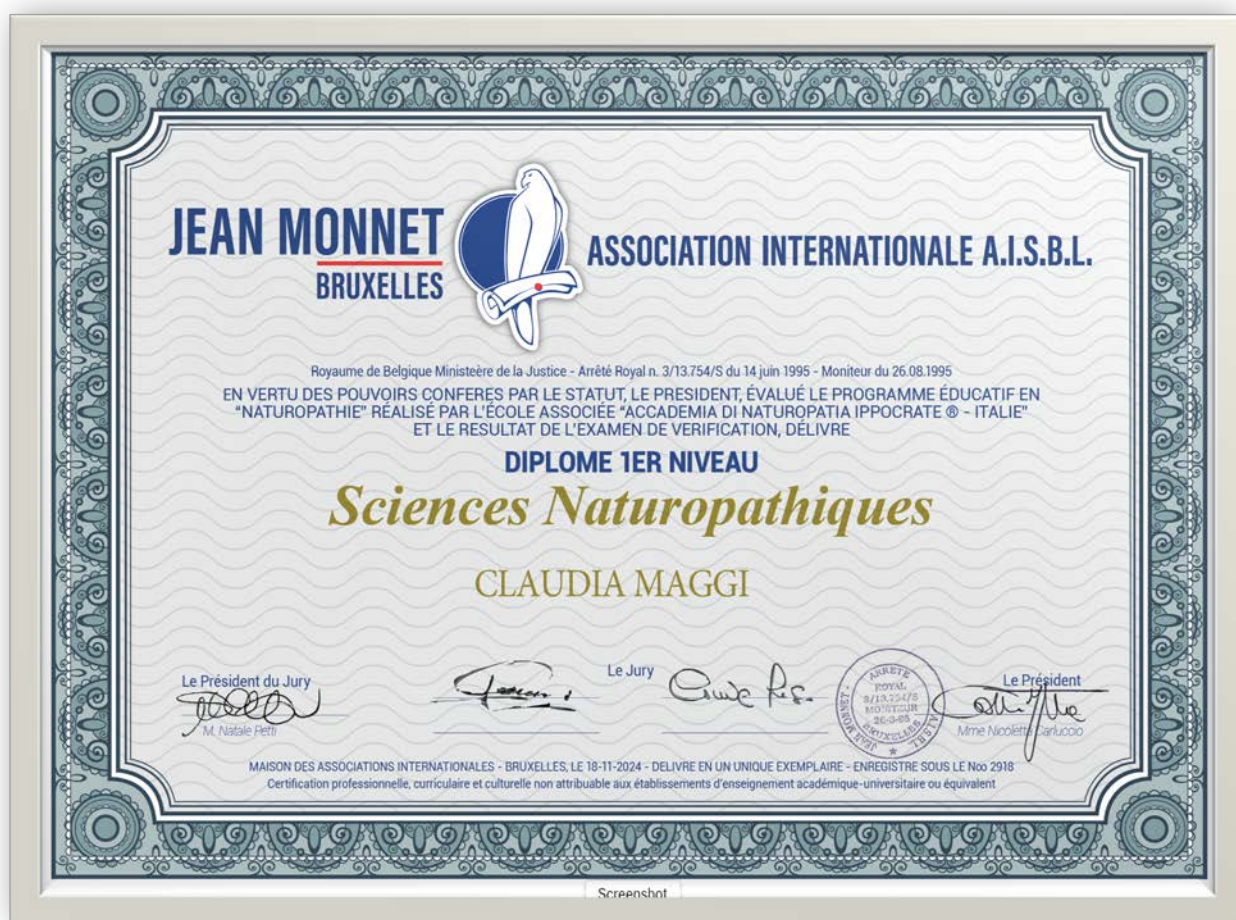 JEAN MONNET
BRUXELLES
ASSOCIATION INTERNATIONALE A.I.S.B.L.
Royaume de Belgique Ministeère de la Justice - Arrêté Royal n. 3/13.754/S du 14 juin 1995 - Moniteur du 26.08.1995
EN VERTU DES POUVOIRS CONFERES PAR LE STATUT, LE PRESIDENT, ÉVALUÉ LE PROGRAMME ÉDUCATIF EN
"NATUROPATHIE" RÉALISÉ PAR L'ÉCOLE ASSOCIÉE "ACCADEMIA DI NATUROPATIA IPPOCRATE ® - ITALIE"
ET LE RESULTAT DE L'EXAMEN DE VERIFICATION, DÉLIVRE
DIPLOME 1ER NIVEAU
Sciences Naturopathiques
CLAUDIA MAGGI
Le Président du Jury
M. Natale Petti
Le Jury
ARRETE
ROYAL
3/13.754/S
MONITEUR
BRUXELLES
JEAN MONNET - A.I.S.B.L.
Le Président
Mme Nicoletta Carluccio
MAISON DES ASSOCIATIONS INTERNATIONALES - BRUXELLES, LE 18-11-2024 - DELIVRE EN UN UNIQUE EXEMPLAIRE - ENREGISTRE SOUS LE Noo 2918
Certification professionnelle, curriculaire et culturelle non attribuable aux établissements d'enseignement académique-universitaire ou équivalent
Screenshot